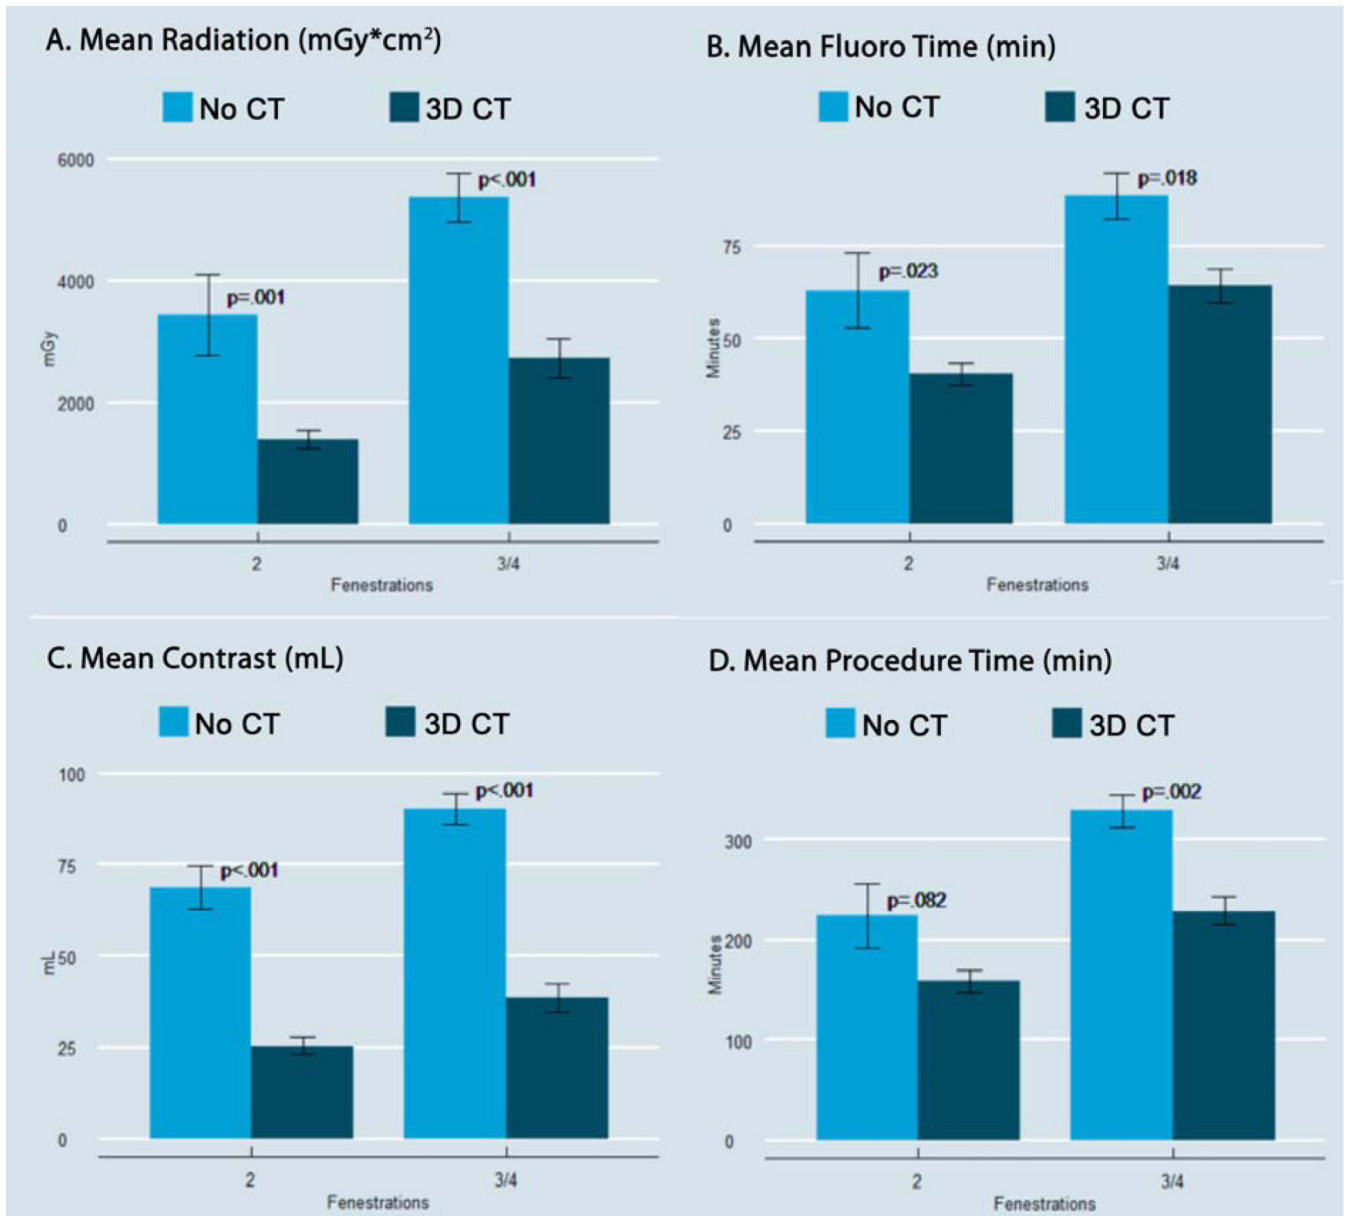 A. Mean Radiation (mGy*cm²)
No CT 3D CT
6000
4000
2000
0
mGy
p=.001
p<.001
2 3/4
Fenestrations
B. Mean Fluoro Time (min)
No CT 3D CT
75
50
25
0
Minutes
p=.023
p=.018
2 3/4
Fenestrations
C. Mean Contrast (mL)
No CT 3D CT
100
75
50
25
0
mL
p<.001
p<.001
2 3/4
Fenestrations
D. Mean Procedure Time (min)
No CT 3D CT
300
200
100
0
Minutes
p=.082
p=.002
2 3/4
Fenestrations